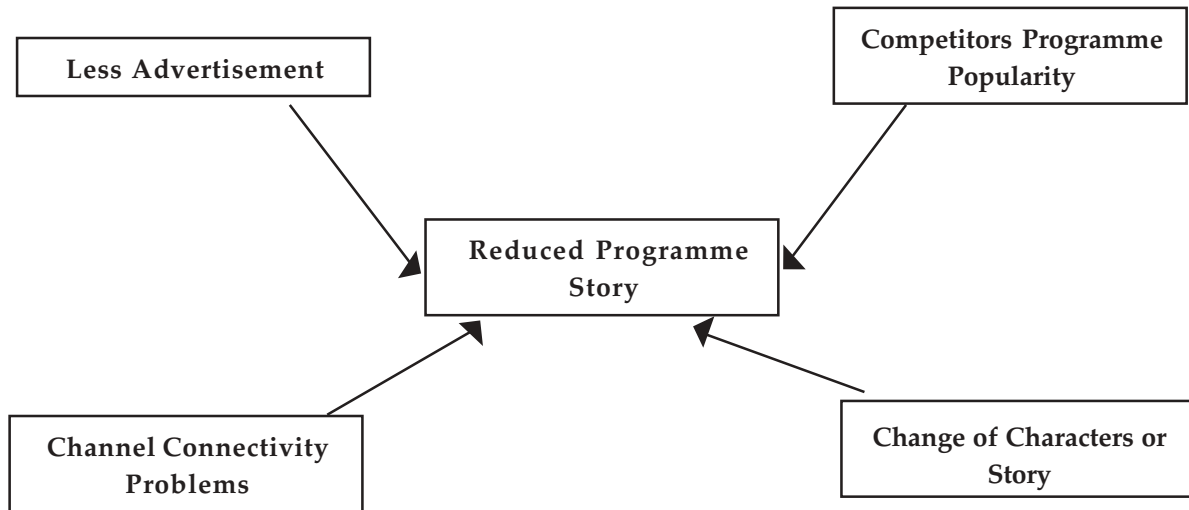 Less Advertisement
Competitors Programme
Popularity
Reduced Programme
Story
Channel Connectivity
Problems
Change of Characters or
Story